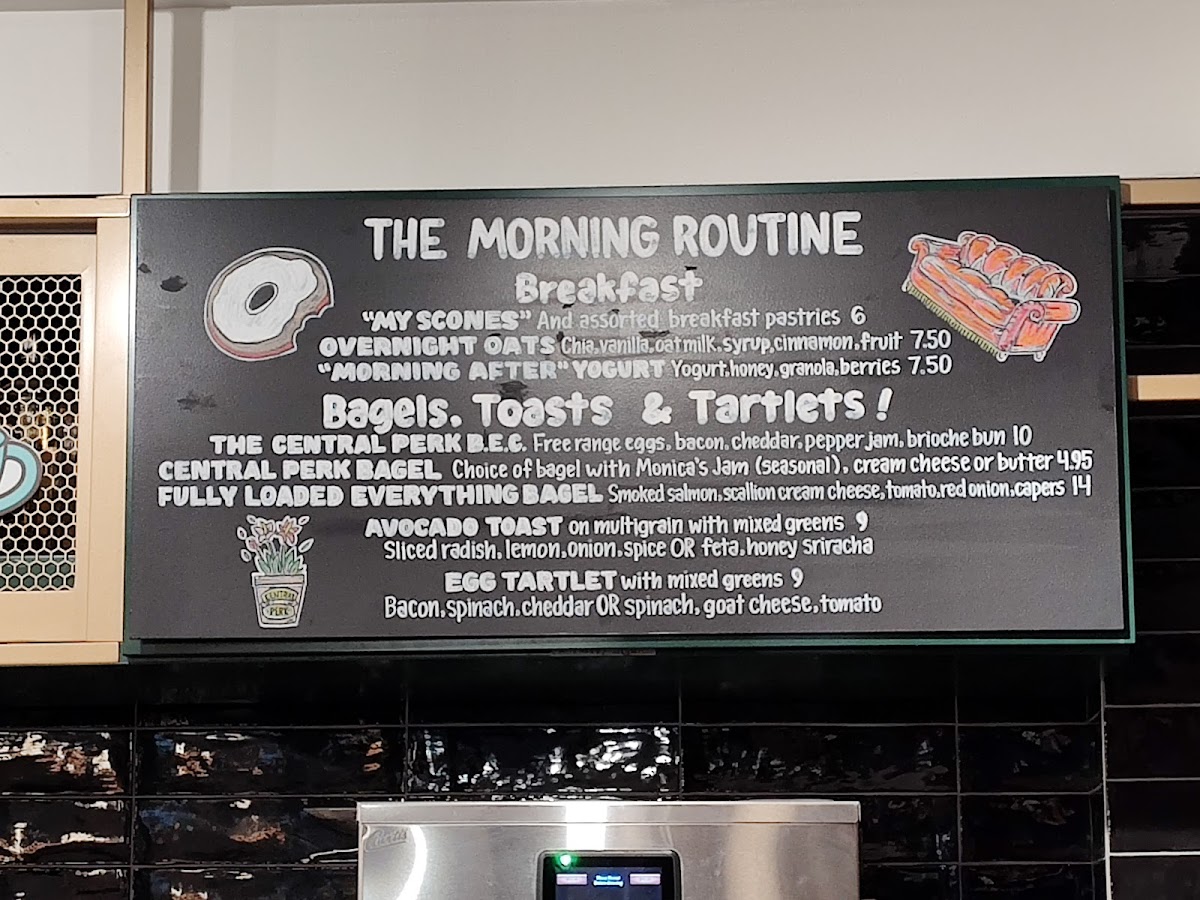 THE MORNING ROUTINE
Breakfast
"MY SCONES" And assorted breakfast pastries 6
OVERNIGHT OATS Chia, vanilla, oatmilk, syrup, cinnamon, fruit 7.50
"MORNING AFTER" YOGURT Yogurt, honey, granola, berries 7.50
Bagels, Toasts & Tartlets!
THE CENTRAL PERK B.E.C. Free range eggs, bacon, cheddar, pepper jam, brioche bun 10
CENTRAL PERK BAGEL Choice of bagel with Monica's Jam (seasonal), cream cheese or butter 4.95
FULLY LOADED EVERYTHING BAGEL Smoked salmon, scallion cream cheese, tomato, red onion, capers 14
AVOCADO TOAST on multigrain with mixed greens 9
Sliced radish, lemon, onion, spice OR feta, honey sriracha
EGG TARTLET with mixed greens 9
Bacon, spinach, cheddar OR spinach, goat cheese, tomato
CENTRAL
PERK